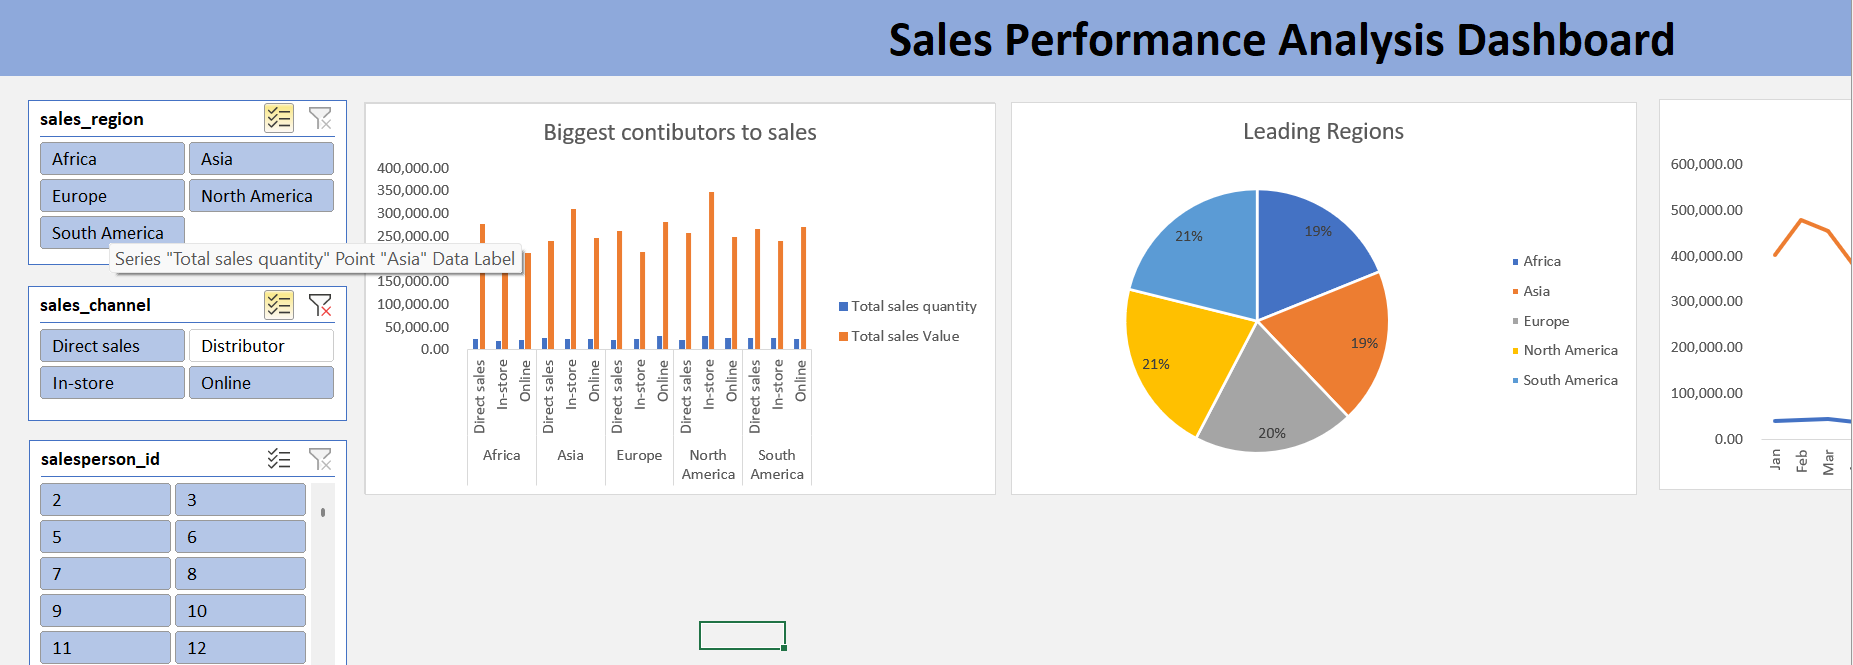 Sales Performance Analysis Dashboard
sales_region
Africa
Asia
Europe
North America
South America
Series "Total sales quantity" Point "Asia" Data Label
sales_channel
Direct sales
Distributor
In-store
Online
salesperson_id
2
3
5
6
7
8
9
10
11
12
Biggest contibutors to sales
400,000.00
350,000.00
300,000.00
250,000.00
150,000.00
100,000.00
50,000.00
0.00
Direct sales
In-store
Online
Direct sales
In-store
Online
Direct sales
In-store
Online
Direct sales
In-store
Online
Direct sales
In-store
Online
Africa
Asia
Europe
North
America
South
America
Total sales quantity
Total sales Value
Leading Regions
21%
19%
19%
21%
20%
Africa
Asia
Europe
North America
South America
600,000.00
500,000.00
400,000.00
300,000.00
200,000.00
100,000.00
0.00
Jan
Feb
Mar